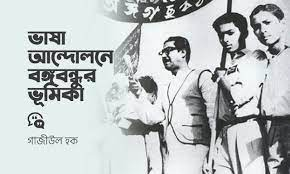 ভাষা
আন্দোলনে
বঙ্গবন্ধুর
ভূমিকা
গাজীউল হক